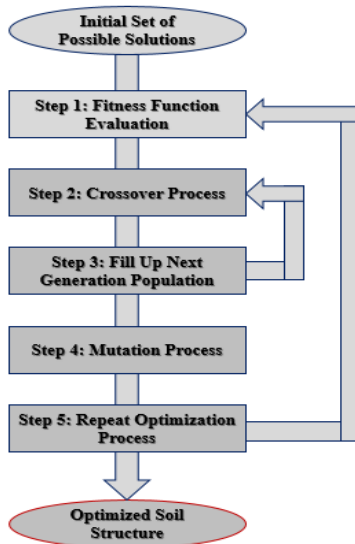 Initial Set of
Possible Solutions
Step 1: Fitness Function
Evaluation
Step 2: Crossover Process
Step 3: Fill Up Next
Generation Population
Step 4: Mutation Process
Step 5: Repeat Optimization
Process
Optimized Soil
Structure